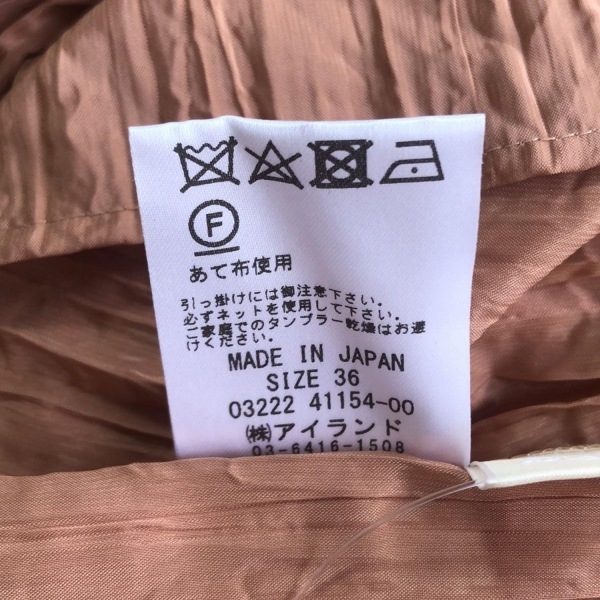 F
あて布使用
引っ掛けには御注意下さい。
必ずネットを使用して下さい。
ご家庭でのタンブラー乾燥はお避
けください。
MADE IN JAPAN
SIZE 36
03222 41154-00
㈱アイランド
03-6416-1508